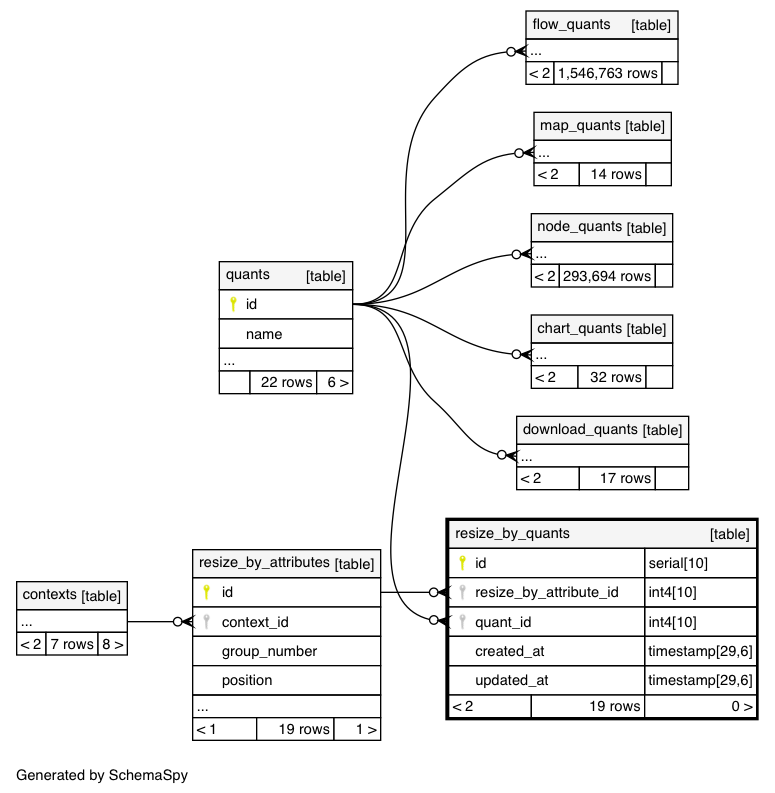 flow_quants [table]
...
< 2 1,546,763 rows
map_quants [table]
...
< 2 14 rows
node_quants [table]
...
< 2 293,694 rows
quants [table]
id
name
...
22 rows 6 >
chart_quants [table]
...
< 2 32 rows
download_quants [table]
...
< 2 17 rows
resize_by_quants [table]
id serial[10]
resize_by_attribute_id int4[10]
quant_id int4[10]
created_at timestamp[29,6]
updated_at timestamp[29,6]
< 2 19 rows 0 >
resize_by_attributes [table]
id
context_id
group_number
position
...
< 1 19 rows 1 >
contexts [table]
...
< 2 7 rows 8 >
Generated by SchemaSpy